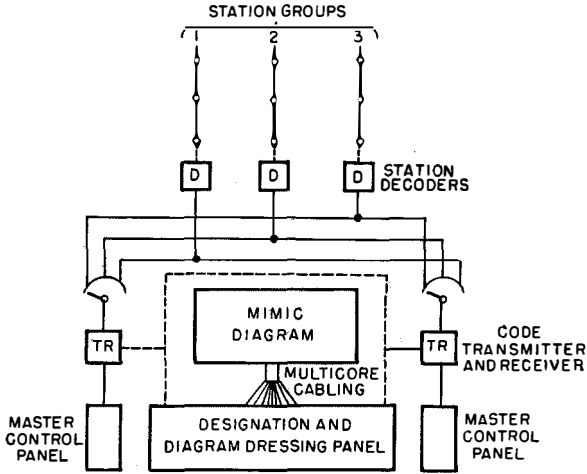 STATION GROUPS
1 2 3
D D D
STATION
DECODERS
MIMIC
DIAGRAM
TR
TR
CODE
TRANSMITTER
AND RECEIVER
MULTICORE
CABLING
MASTER
CONTROL
PANEL
DESIGNATION AND
DIAGRAM DRESSING PANEL
MASTER
CONTROL
PANEL